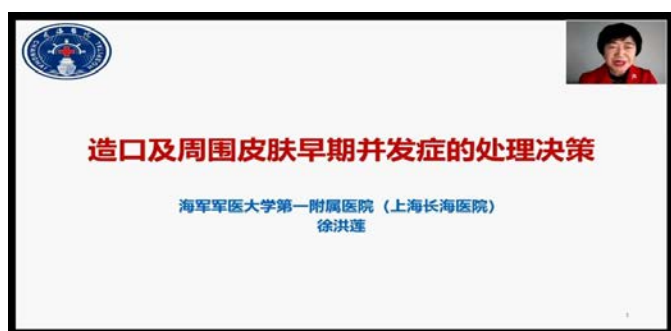 造口及周围皮肤早期并发症的处理决策
海军军医大学第一附属医院（上海长海医院）
徐洪莲